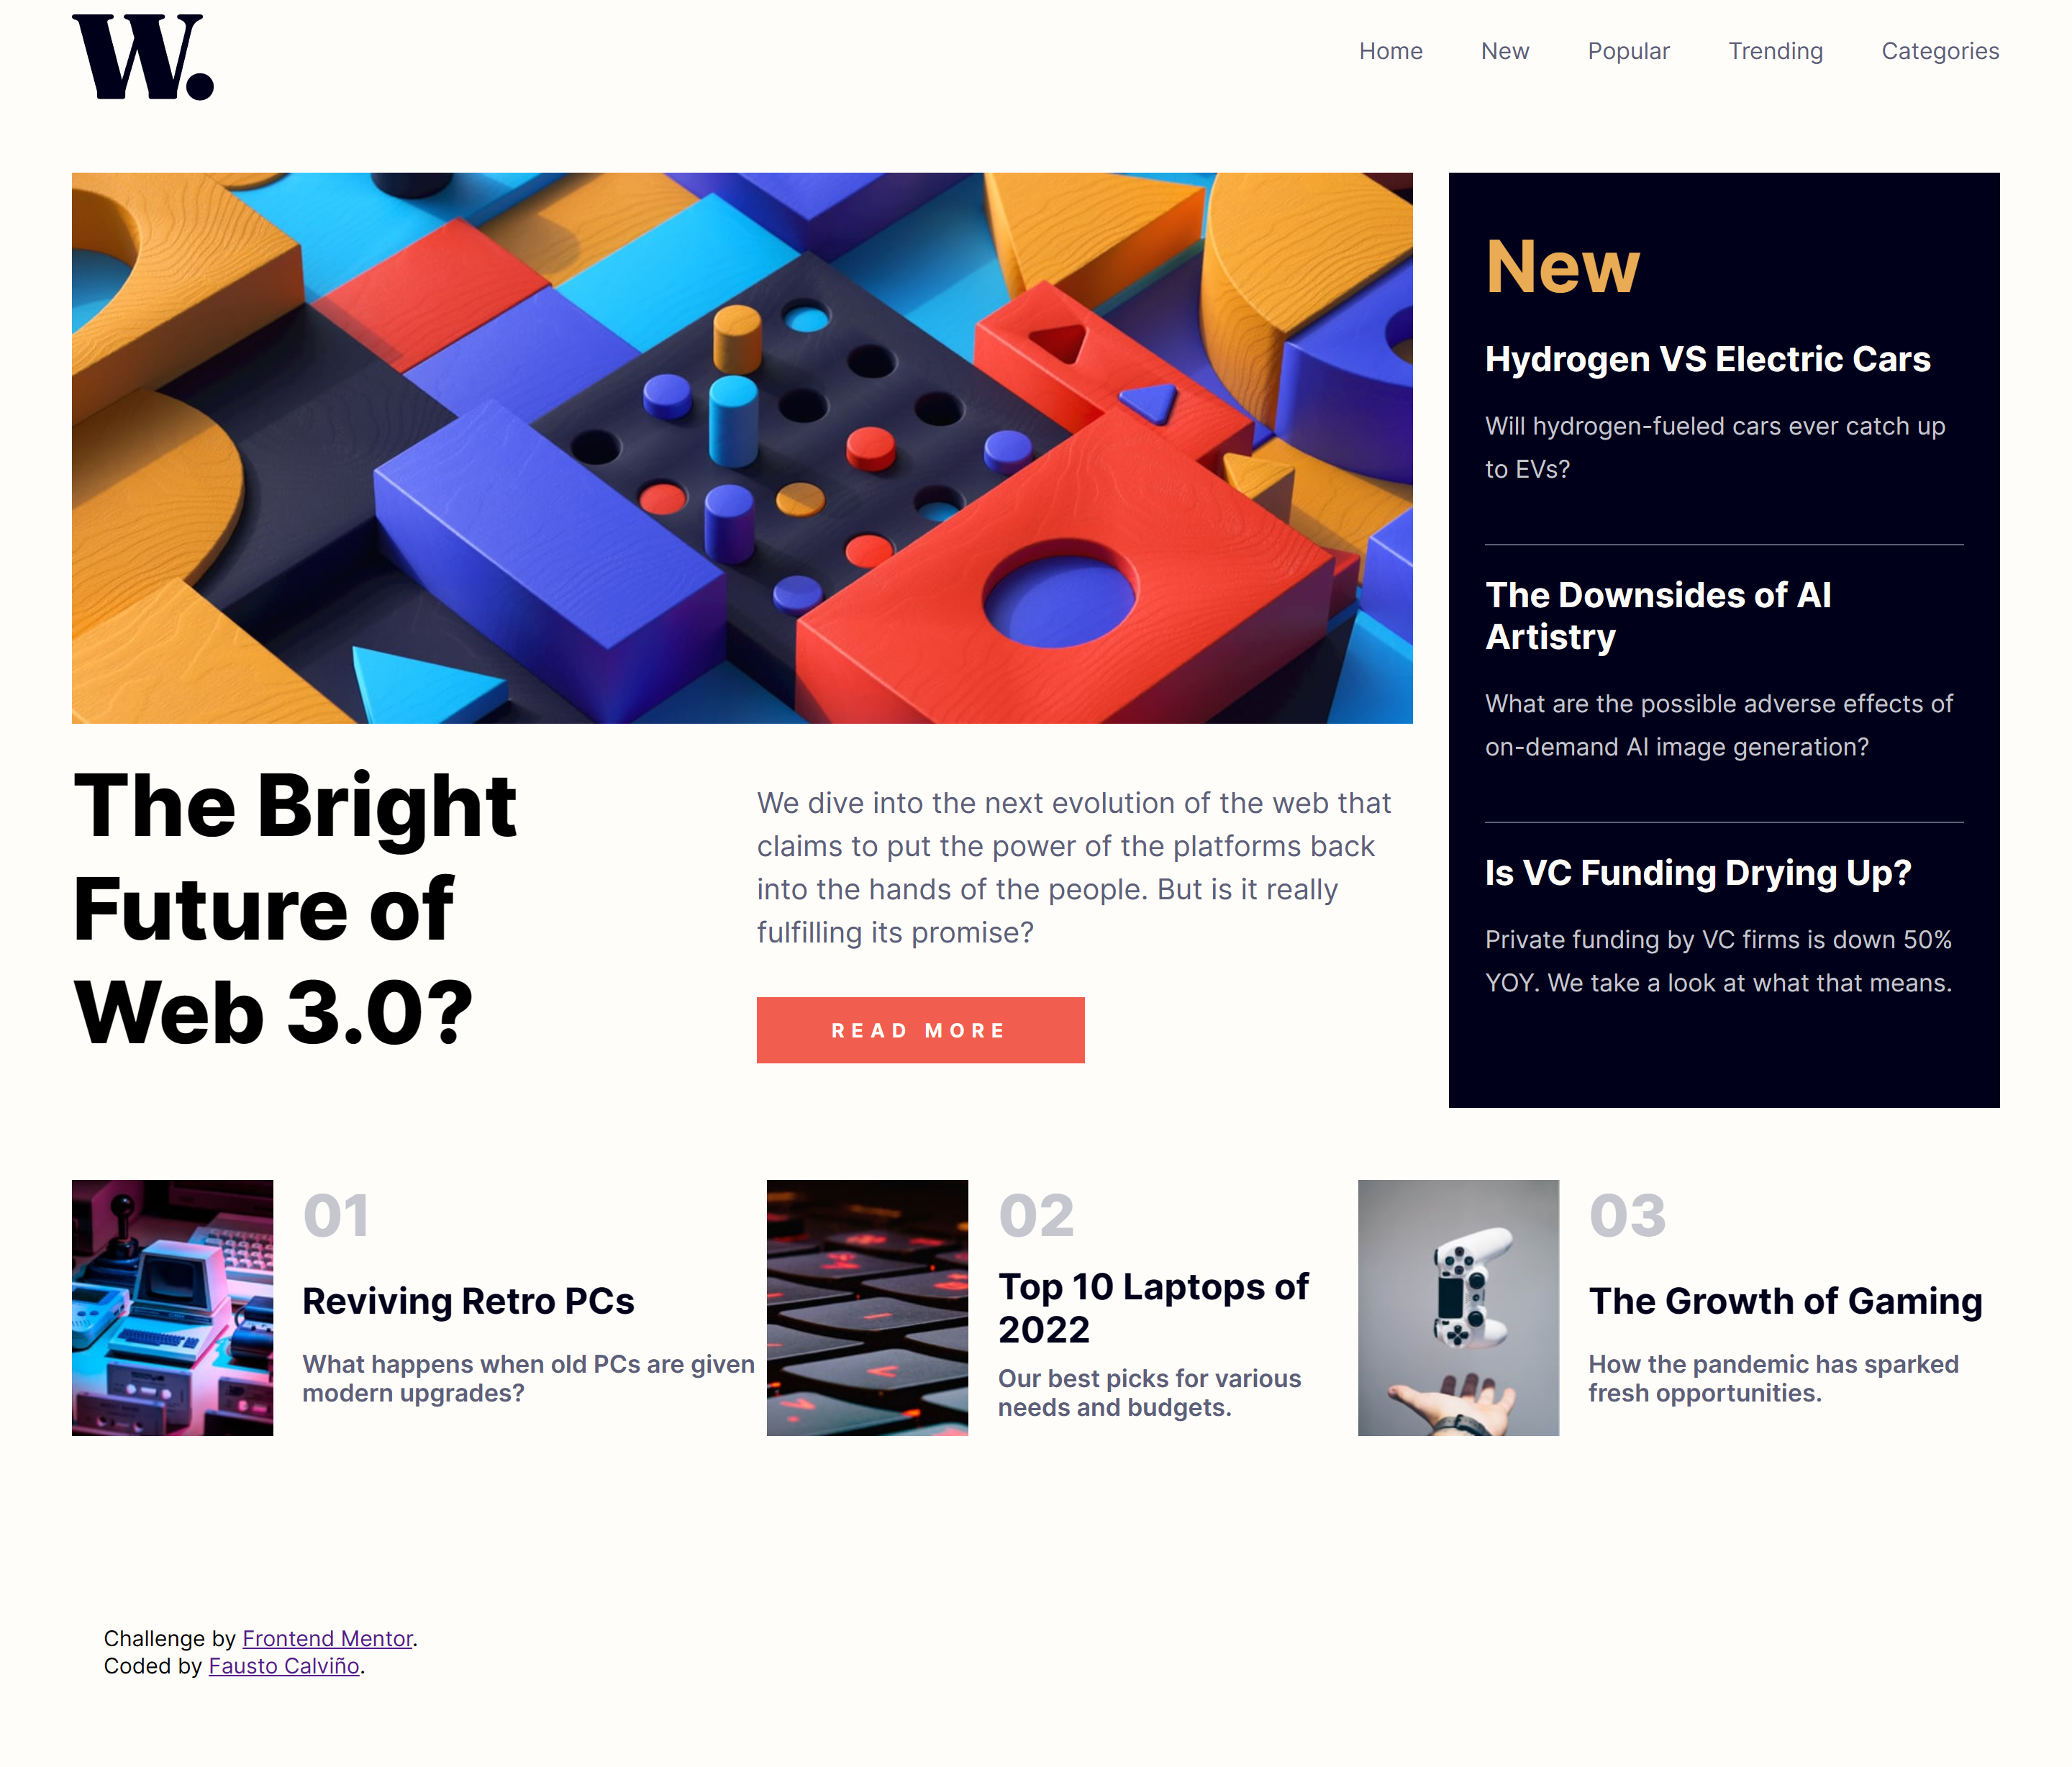 W.
Home New Popular Trending Categories
The Bright
Future of
Web 3.0?
We dive into the next evolution of the web that
claims to put the power of the platforms back
into the hands of the people. But is it really
fulfilling its promise?
READ MORE
New
Hydrogen VS Electric Cars
Will hydrogen-fueled cars ever catch up
to EVs?
The Downsides of AI
Artistry
What are the possible adverse effects of
on-demand AI image generation?
Is VC Funding Drying Up?
Private funding by VC firms is down 50%
YOY. We take a look at what that means.
01
Reviving Retro PCs
What happens when old PCs are given
modern upgrades?
02
Top 10 Laptops of
2022
Our best picks for various
needs and budgets.
03
The Growth of Gaming
How the pandemic has sparked
fresh opportunities.
Challenge by Frontend Mentor.
Coded by Fausto Calviño.